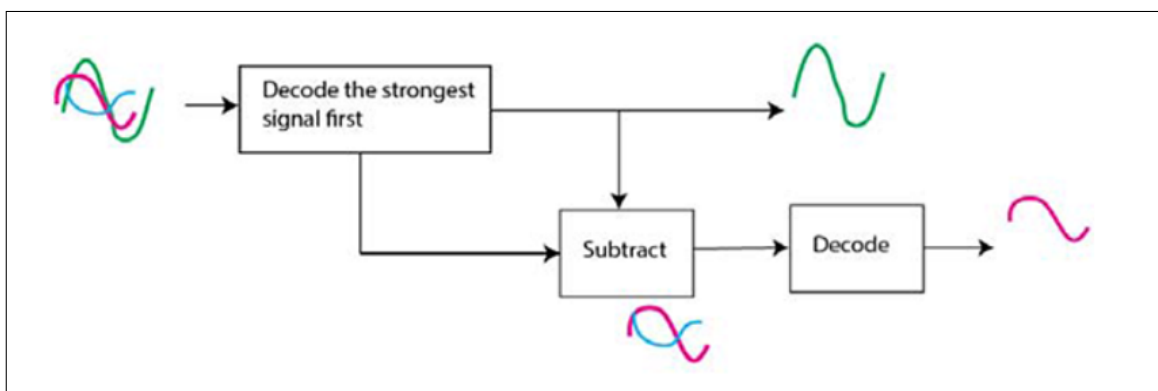 Decode the strongest
signal first
Subtract
Decode